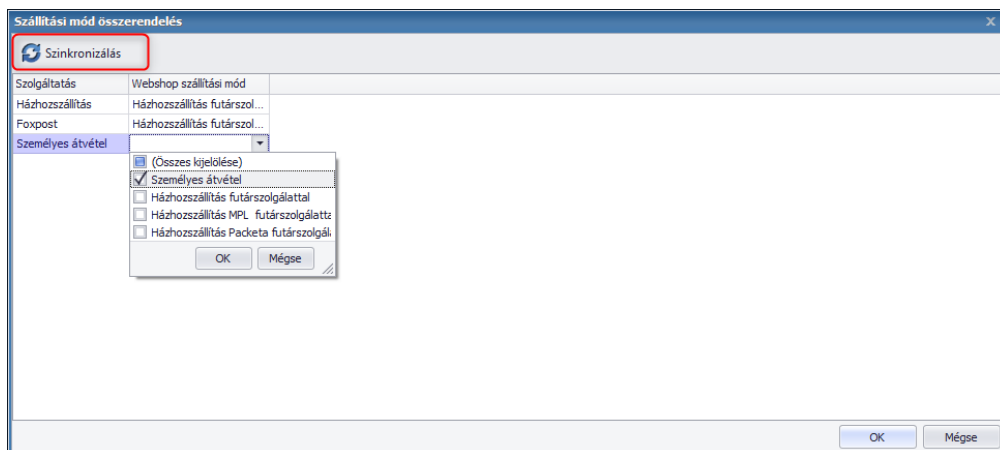 Szállítási mód összerendelés
Szinkronizálás
Szolgáltatás Webshop szállítási mód
Házhozszállítás Házhozszállítás futárszol...
Foxpost Házhozszállítás futárszol...
Személyes átvétel
(Összes kijelölése)
Személyes átvétel
Házhozszállítás futárszolgálattal
Házhozszállítás MPL futárszolgálatta
Házhozszállítás Packeta futárszolgál
OK Mégse
OK Mégse